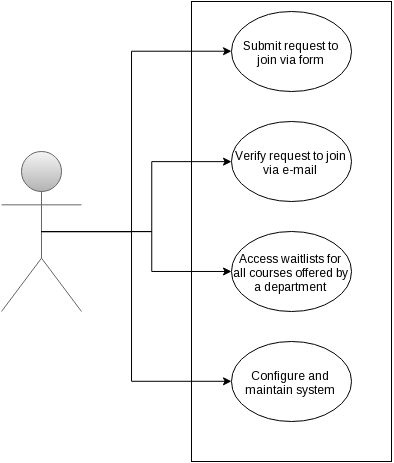 Submit request to
join via form
Verify request to join
via e-mail
Access waitlists for
all courses offered by
a department
Configure and
maintain system